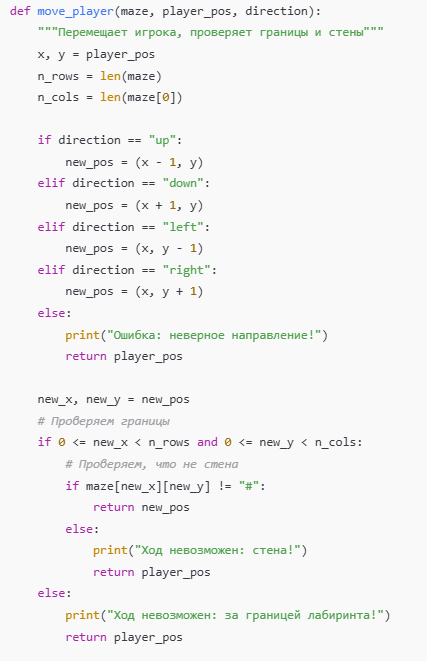 def move_player(maze, player_pos, direction):
    """Перемещает игрока, проверяет границы и стены"""
    x, y = player_pos
    n_rows = len(maze)
    n_cols = len(maze[0])

    if direction == "up":
        new_pos = (x - 1, y)
    elif direction == "down":
        new_pos = (x + 1, y)
    elif direction == "left":
        new_pos = (x, y - 1)
    elif direction == "right":
        new_pos = (x, y + 1)
    else:
        print("Ошибка: неверное направление!")
        return player_pos

    new_x, new_y = new_pos
    # Проверяем границы
    if 0 <= new_x < n_rows and 0 <= new_y < n_cols:
        # Проверяем, что не стена
        if maze[new_x][new_y] != "#":
            return new_pos
        else:
            print("Ход невозможен: стена!")
            return player_pos
    else:
        print("Ход невозможен: за границей лабиринта!")
        return player_pos